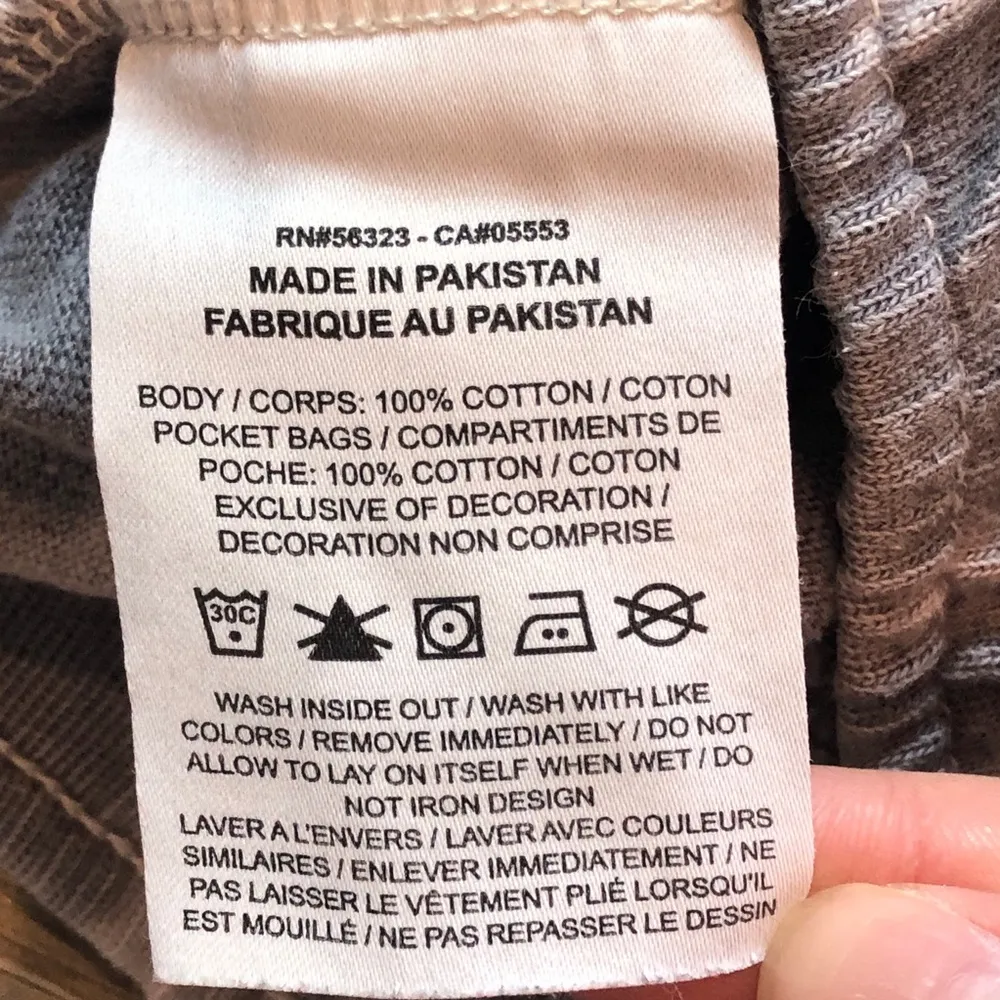 RN#56323 - CA#05553
MADE IN PAKISTAN
FABRIQUE AU PAKISTAN
BODY / CORPS: 100% COTTON / COTON
POCKET BAGS / COMPARTIMENTS DE
POCHE: 100% COTTON / COTON
EXCLUSIVE OF DECORATION /
DECORATION NON COMPRISE
30C
WASH INSIDE OUT / WASH WITH LIKE
COLORS / REMOVE IMMEDIATELY / DO NOT
ALLOW TO LAY ON ITSELF WHEN WET / DO
NOT IRON DESIGN
LAVER A L'ENVERS / LAVER AVEC COULEURS
SIMILAIRES / ENLEVER IMMEDIATEMENT / NE
PAS LAISSER LE VÊTEMENT PLIÉ LORSQU'IL
EST MOUILLÉ / NE PAS REPASSER LE DESSIN